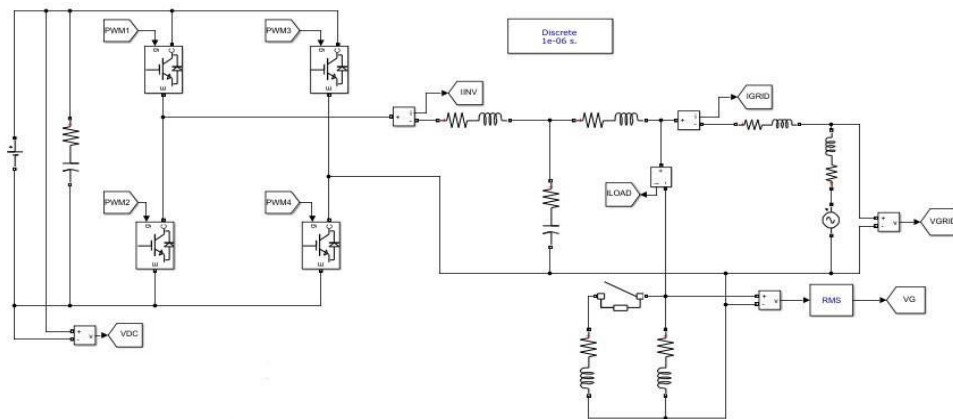 PWM1
PWM3
Discrete
1e-06 s.
g
C
E
g
C
E
IINV
i
+
-
IGRID
i
+
-
PWM2
PWM4
g
C
E
g
C
E
ILOAD
+
-
i
+
-
v
VGRID
+
-
v
RMS
VG
+
-
v
VDC